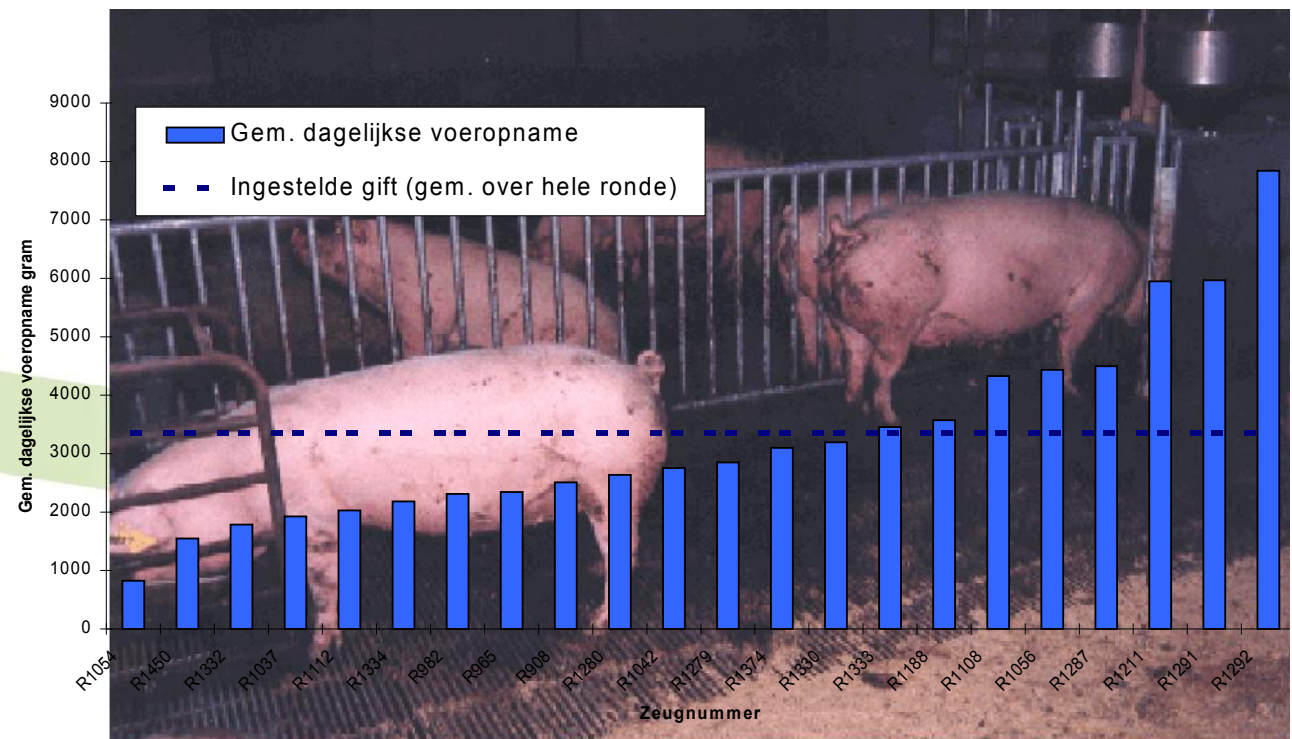 9000
8000
7000
6000
5000
4000
3000
2000
1000
0
Gem. dagelijkse voeropname gram
Gem. dagelijkse voeropname
Ingestelde gift (gem. over hele ronde)
R1054
R1450
R1332
R1037
R1112
R1334
R982
R965
R908
R1280
R1042
R1279
R1374
R1330
R1338
R1188
R1108
R1056
R1287
R1211
R1291
R1292
Zeugnummer